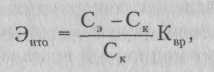 Э_ито = (С_э − С_к) / С_к К_вр,